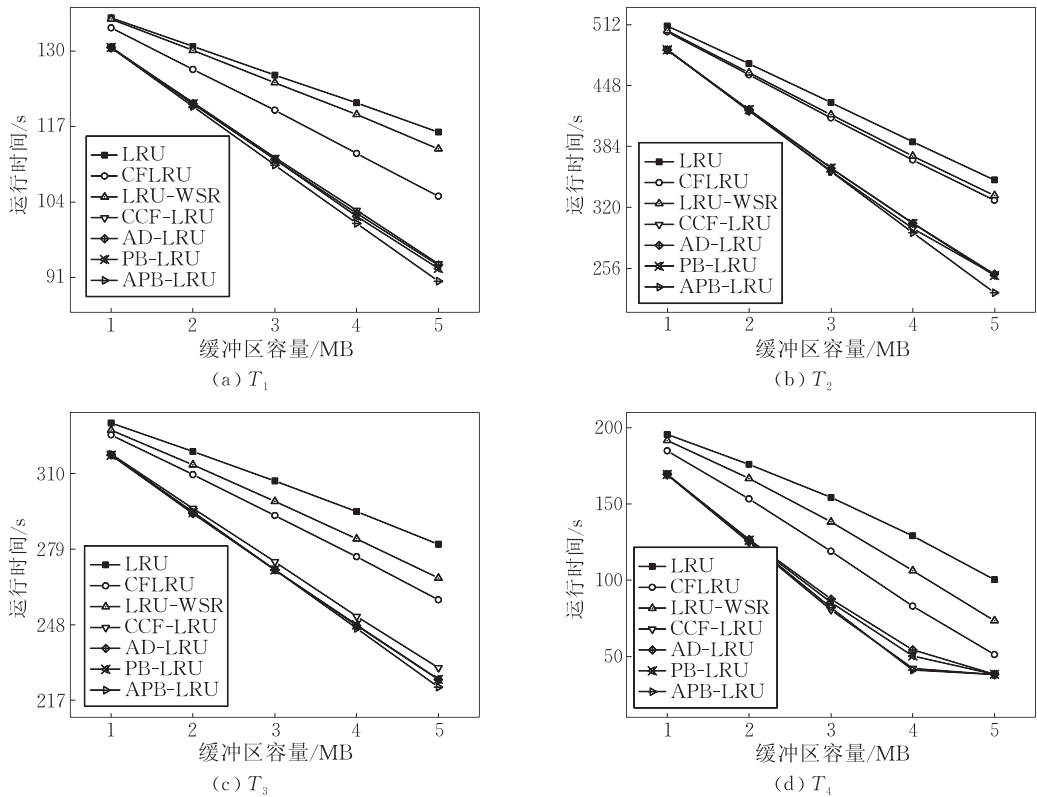 130
117
104
91
运行时间/s
LRU
CFLRU
LRU-WSR
CCF-LRU
AD-LRU
PB-LRU
APB-LRU
1 2 3 4 5
缓冲区容量/MB
(a) T1
512
448
384
320
256
运行时间/s
LRU
CFLRU
LRU-WSR
CCF-LRU
AD-LRU
PB-LRU
APB-LRU
1 2 3 4 5
缓冲区容量/MB
(b) T2
310
279
248
217
运行时间/s
LRU
CFLRU
LRU-WSR
CCF-LRU
AD-LRU
PB-LRU
APB-LRU
1 2 3 4 5
缓冲区容量/MB
(c) T3
200
150
100
50
运行时间/s
LRU
CFLRU
LRU-WSR
CCF-LRU
AD-LRU
PB-LRU
APB-LRU
1 2 3 4 5
缓冲区容量/MB
(d) T4